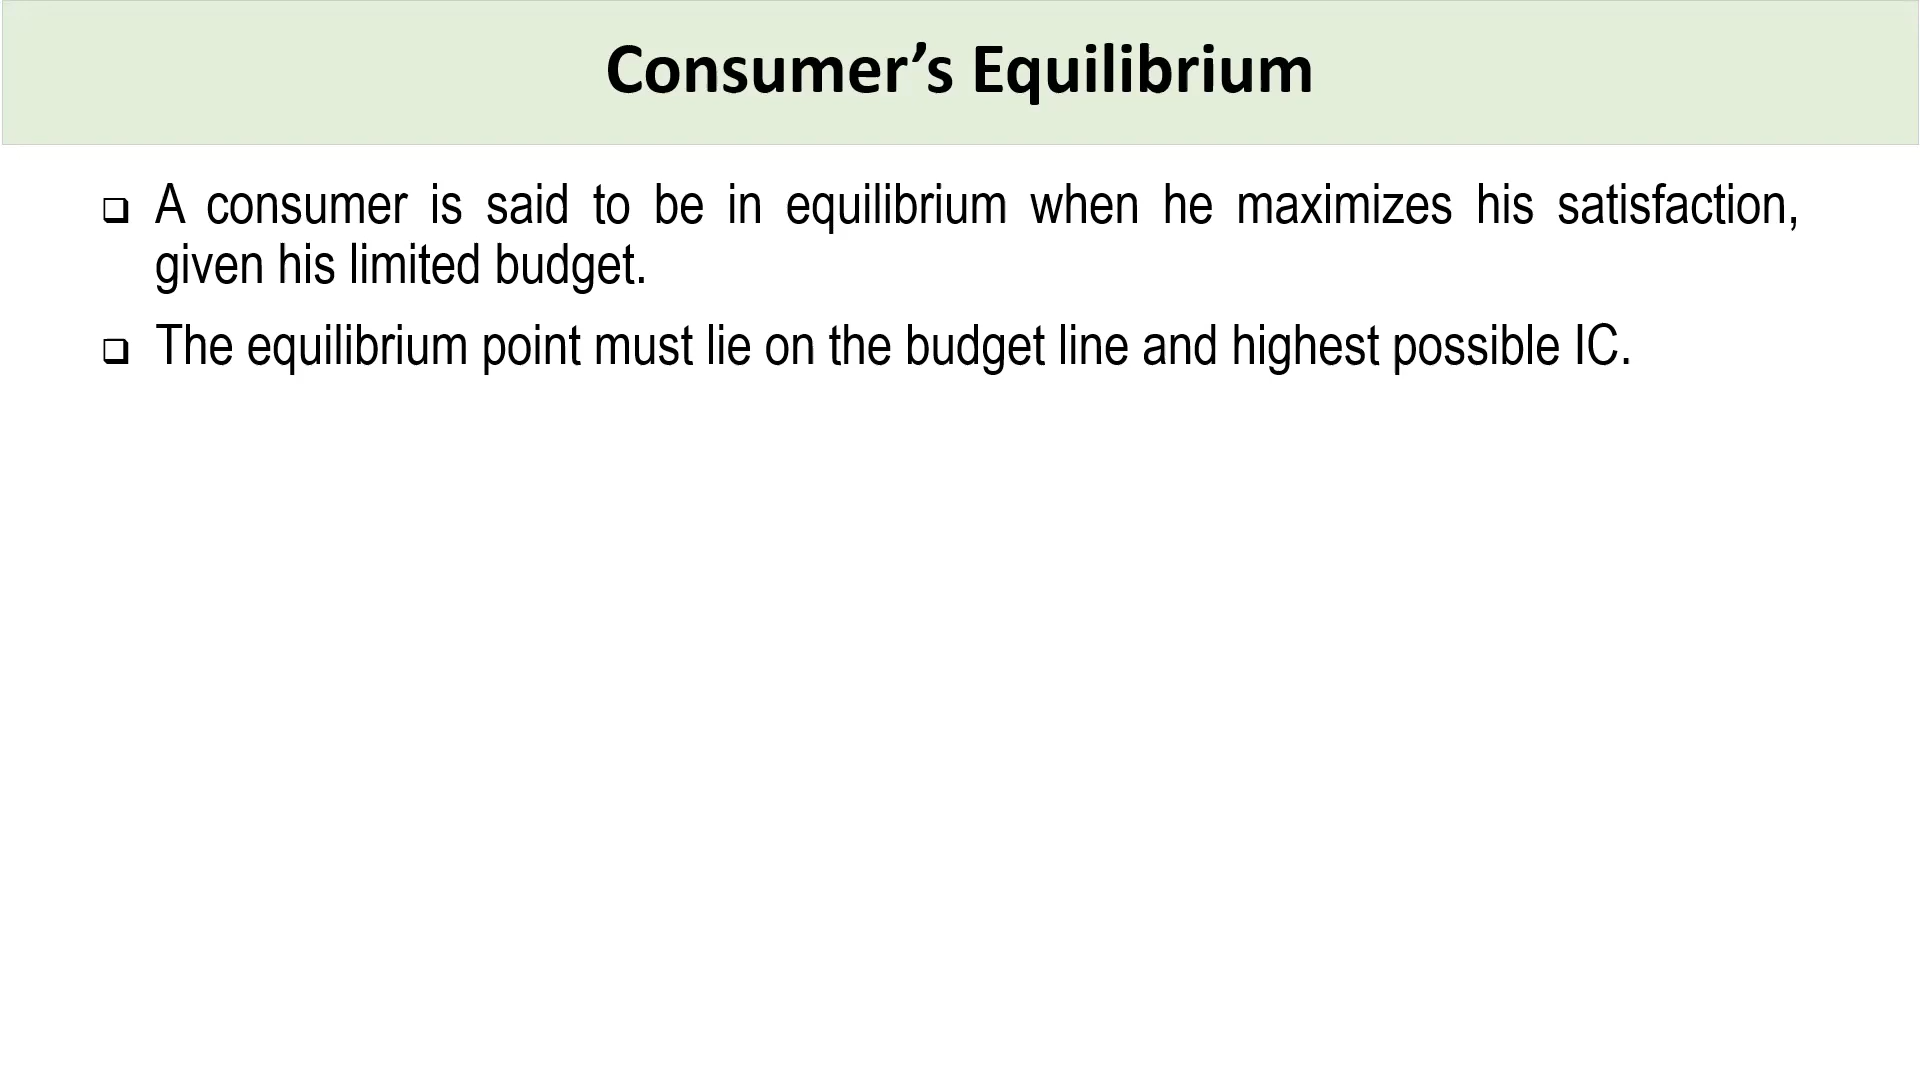 Consumer’s Equilibrium
❑ A consumer is said to be in equilibrium when he maximizes his satisfaction,
given his limited budget.
❑ The equilibrium point must lie on the budget line and highest possible IC.